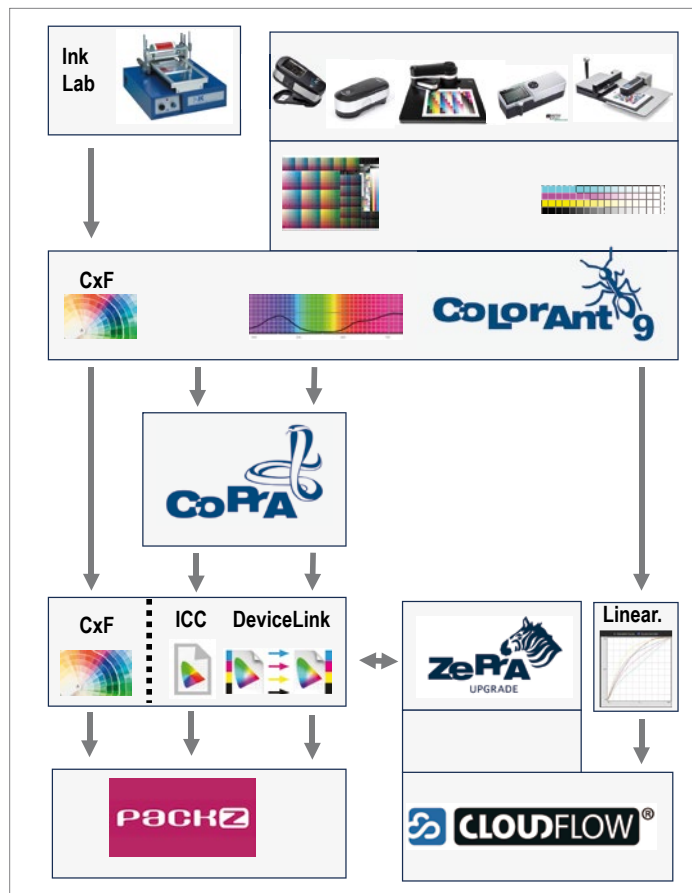 Ink
Lab
CxF
CoLorAnt 9
CoPrA
CxF
ICC
DeviceLink
ZePrA
UPGRADE
Linear.
PACKZ
CLOUDFLOW®